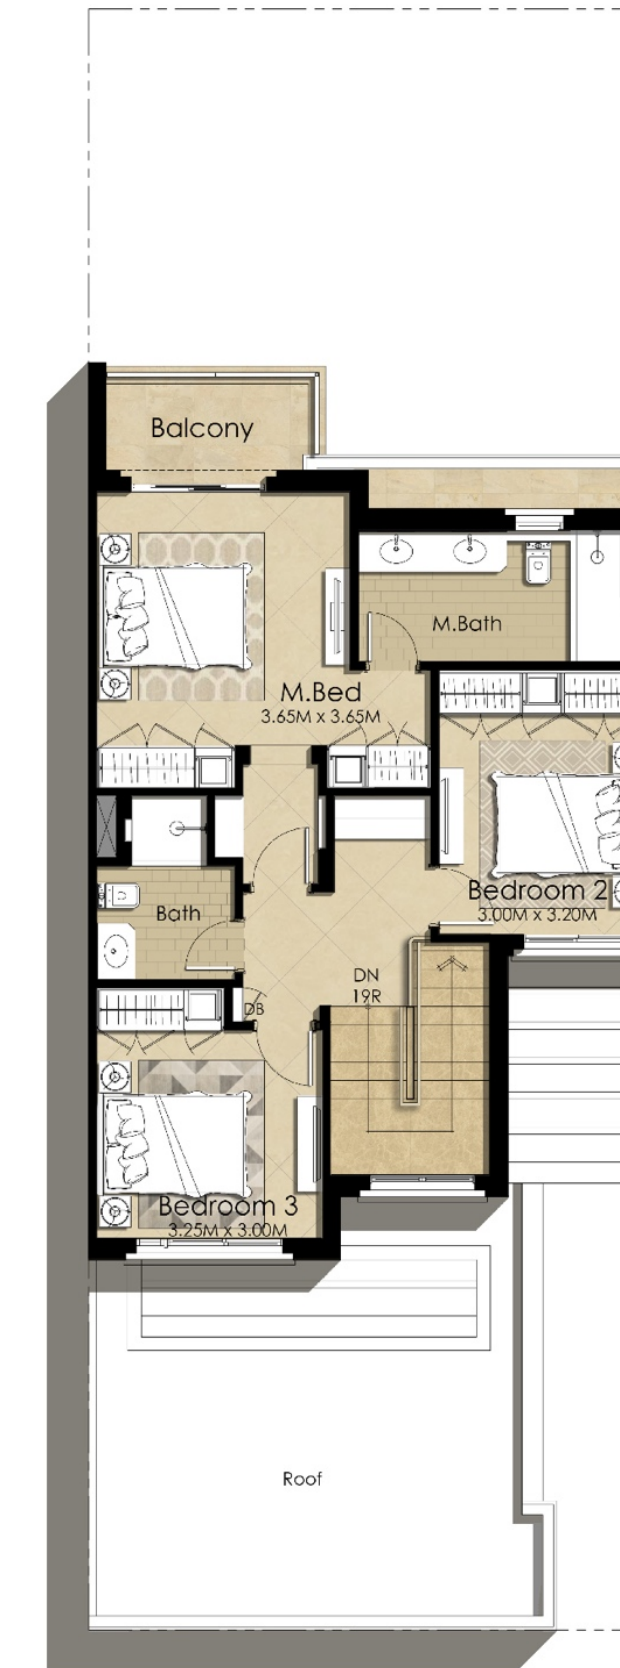 Balcony
M.Bath
M.Bed
3.65M x 3.65M
Bedroom 2
3.00M x 3.20M
Bath
DN
19R
DB
Bedroom 3
3.25M x 3.00M
Roof